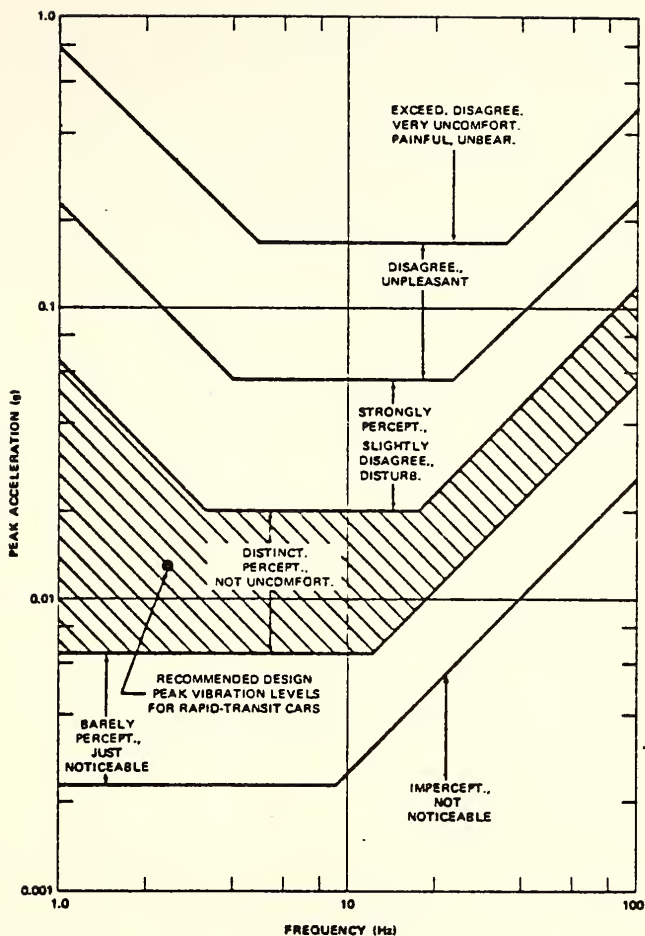 1.0
EXCEED. DISAGREE.
VERY UNCOMFORT.
PAINFUL, UNBEAR.
DISAGREE.,
UNPLEASANT
0.1
STRONGLY
PERCEPT.,
SLIGHTLY
DISAGREE.,
DISTURB.
PEAK ACCELERATION (g)
DISTINCT.
PERCEPT.,
NOT UNCOMFORT.
0.01
RECOMMENDED DESIGN
PEAK VIBRATION LEVELS
FOR RAPID-TRANSIT CARS
BARELY
PERCEPT.,
JUST
NOTICEABLE
IMPERCEPT.,
NOT
NOTICEABLE
0.001
1.0
10
100
FREQUENCY (Hz)